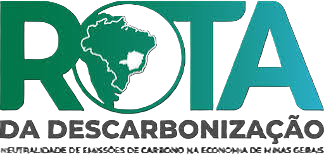 ROTA
DA DESCARBONIZAÇÃO
NEUTRALIDADE DE EMISSÕES DE CARBONO NA ECONOMIA DE MINAS GERAIS